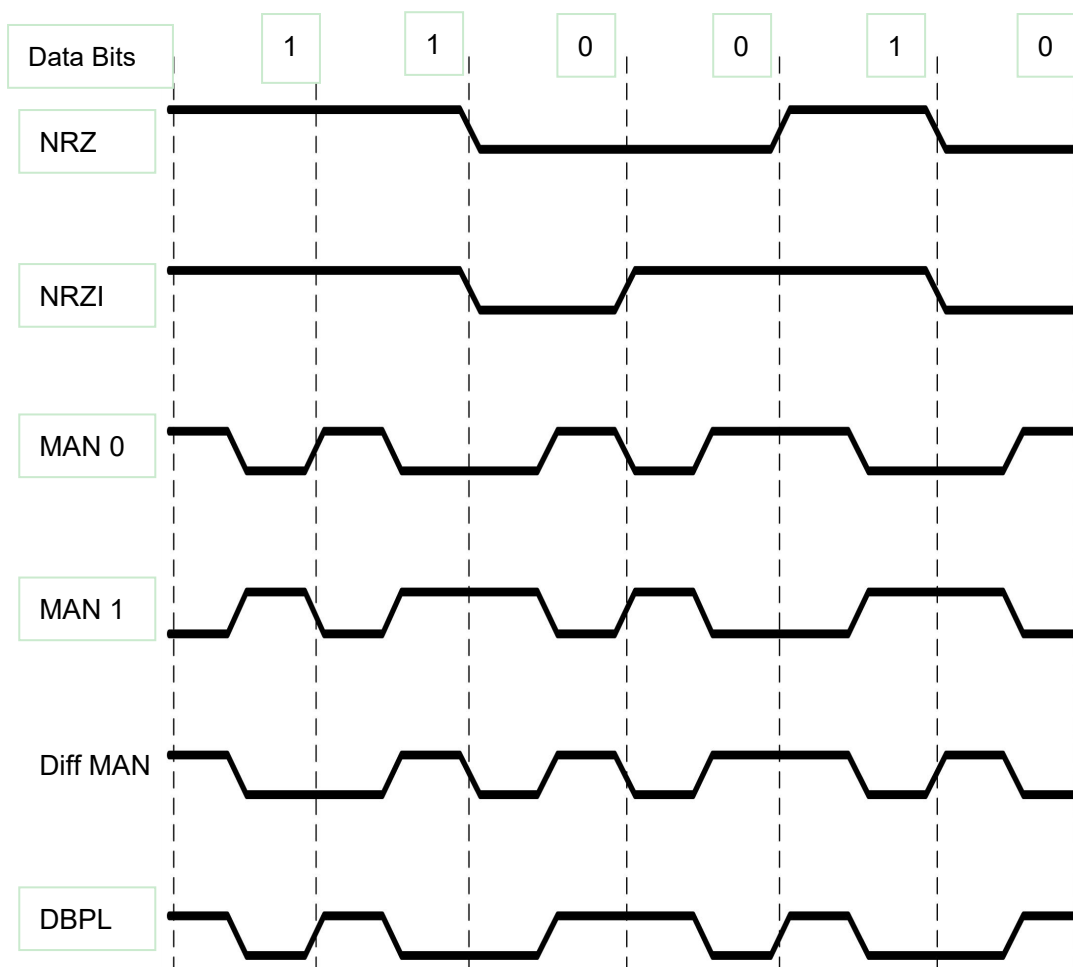 Data Bits 1 1 0 0 1 0
NRZ
NRZI
MAN 0
MAN 1
Diff MAN
DBPL